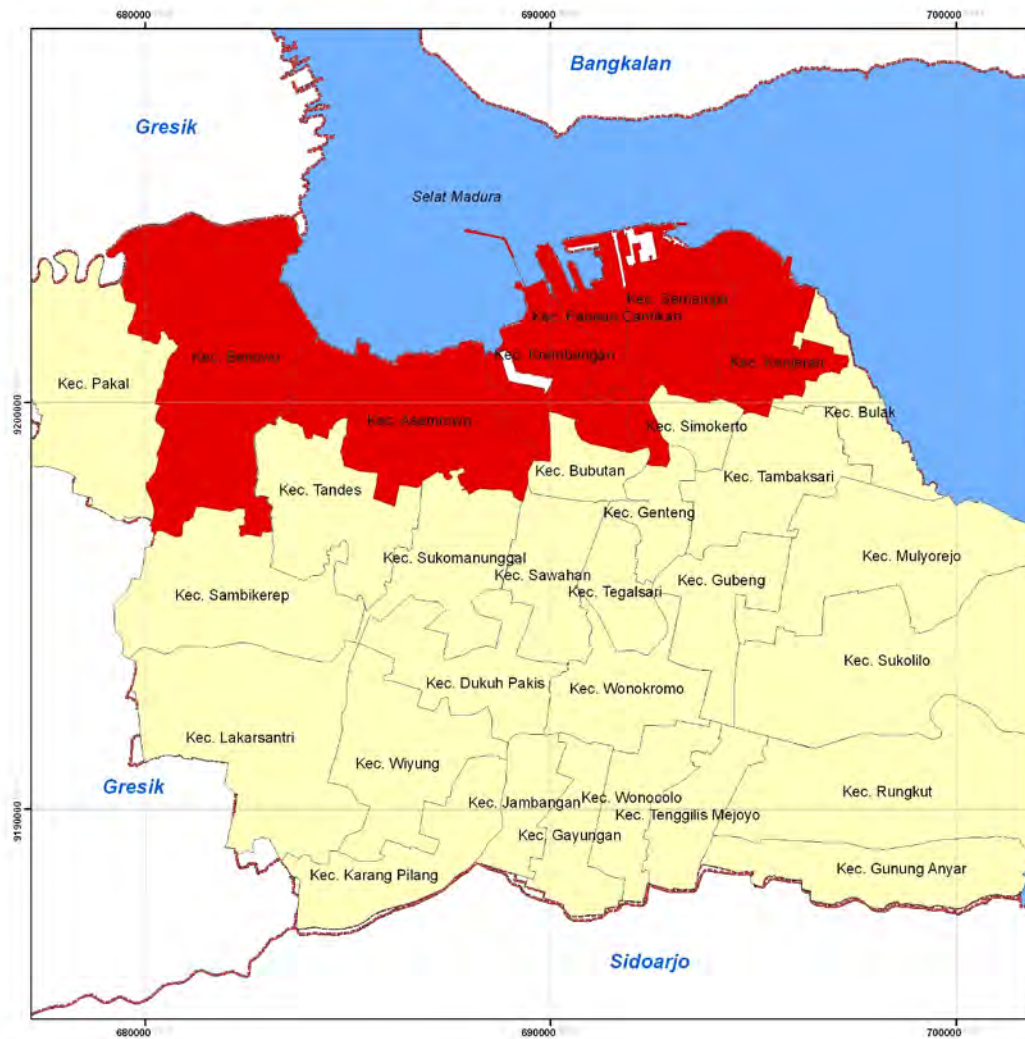 680000
690000
700000
Bangkalan
Gresik
Selat Madura
Kec. Semampir
Kec. Pabean Cantikan
Kec. Krembangan
Kec. Benowo
Kec. Kenjeran
Kec. Pakal
9200000
Kec. Asemrowo
Kec. Simokerto
Kec. Bulak
Kec. Bubutan
Kec. Tambaksari
Kec. Tandes
Kec. Genteng
Kec. Sukomanunggal
Kec. Mulyorejo
Kec. Sawahan
Kec. Gubeng
Kec. Sambikerep
Kec. Tegalsari
Kec. Sukolilo
Kec. Dukuh Pakis
Kec. Wonokromo
Kec. Lakarsantri
Kec. Wiyung
Gresik
Kec. Rungkut
Kec. Jambangan
Kec. Wonocolo
9190000
Kec. Tenggilis Mejoyo
Kec. Gayungan
Kec. Gunung Anyar
Kec. Karang Pilang
Sidoarjo
680000
690000
700000